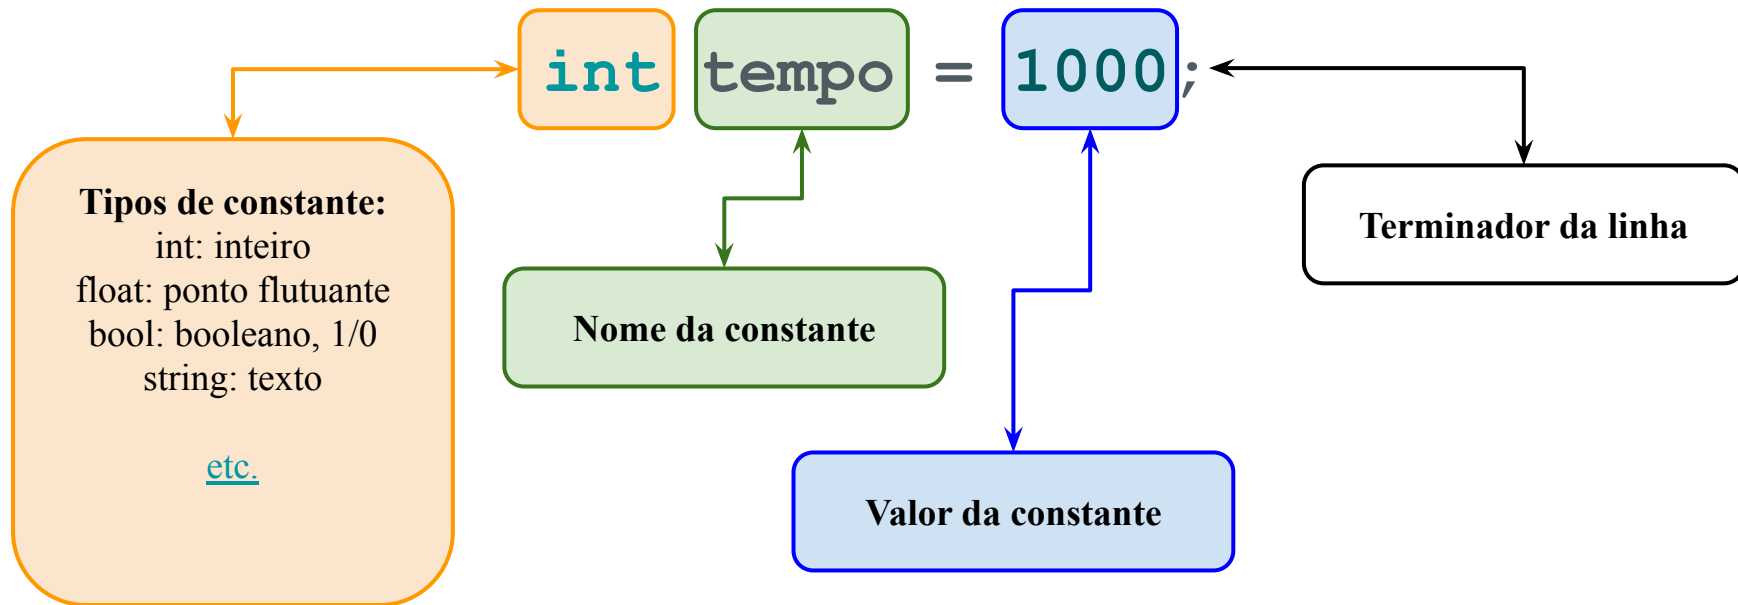 int tempo = 1000;
Tipos de constante:
int: inteiro
float: ponto flutuante
bool: booleano, 1/0
string: texto
etc.
Nome da constante
Valor da constante
Terminador da linha